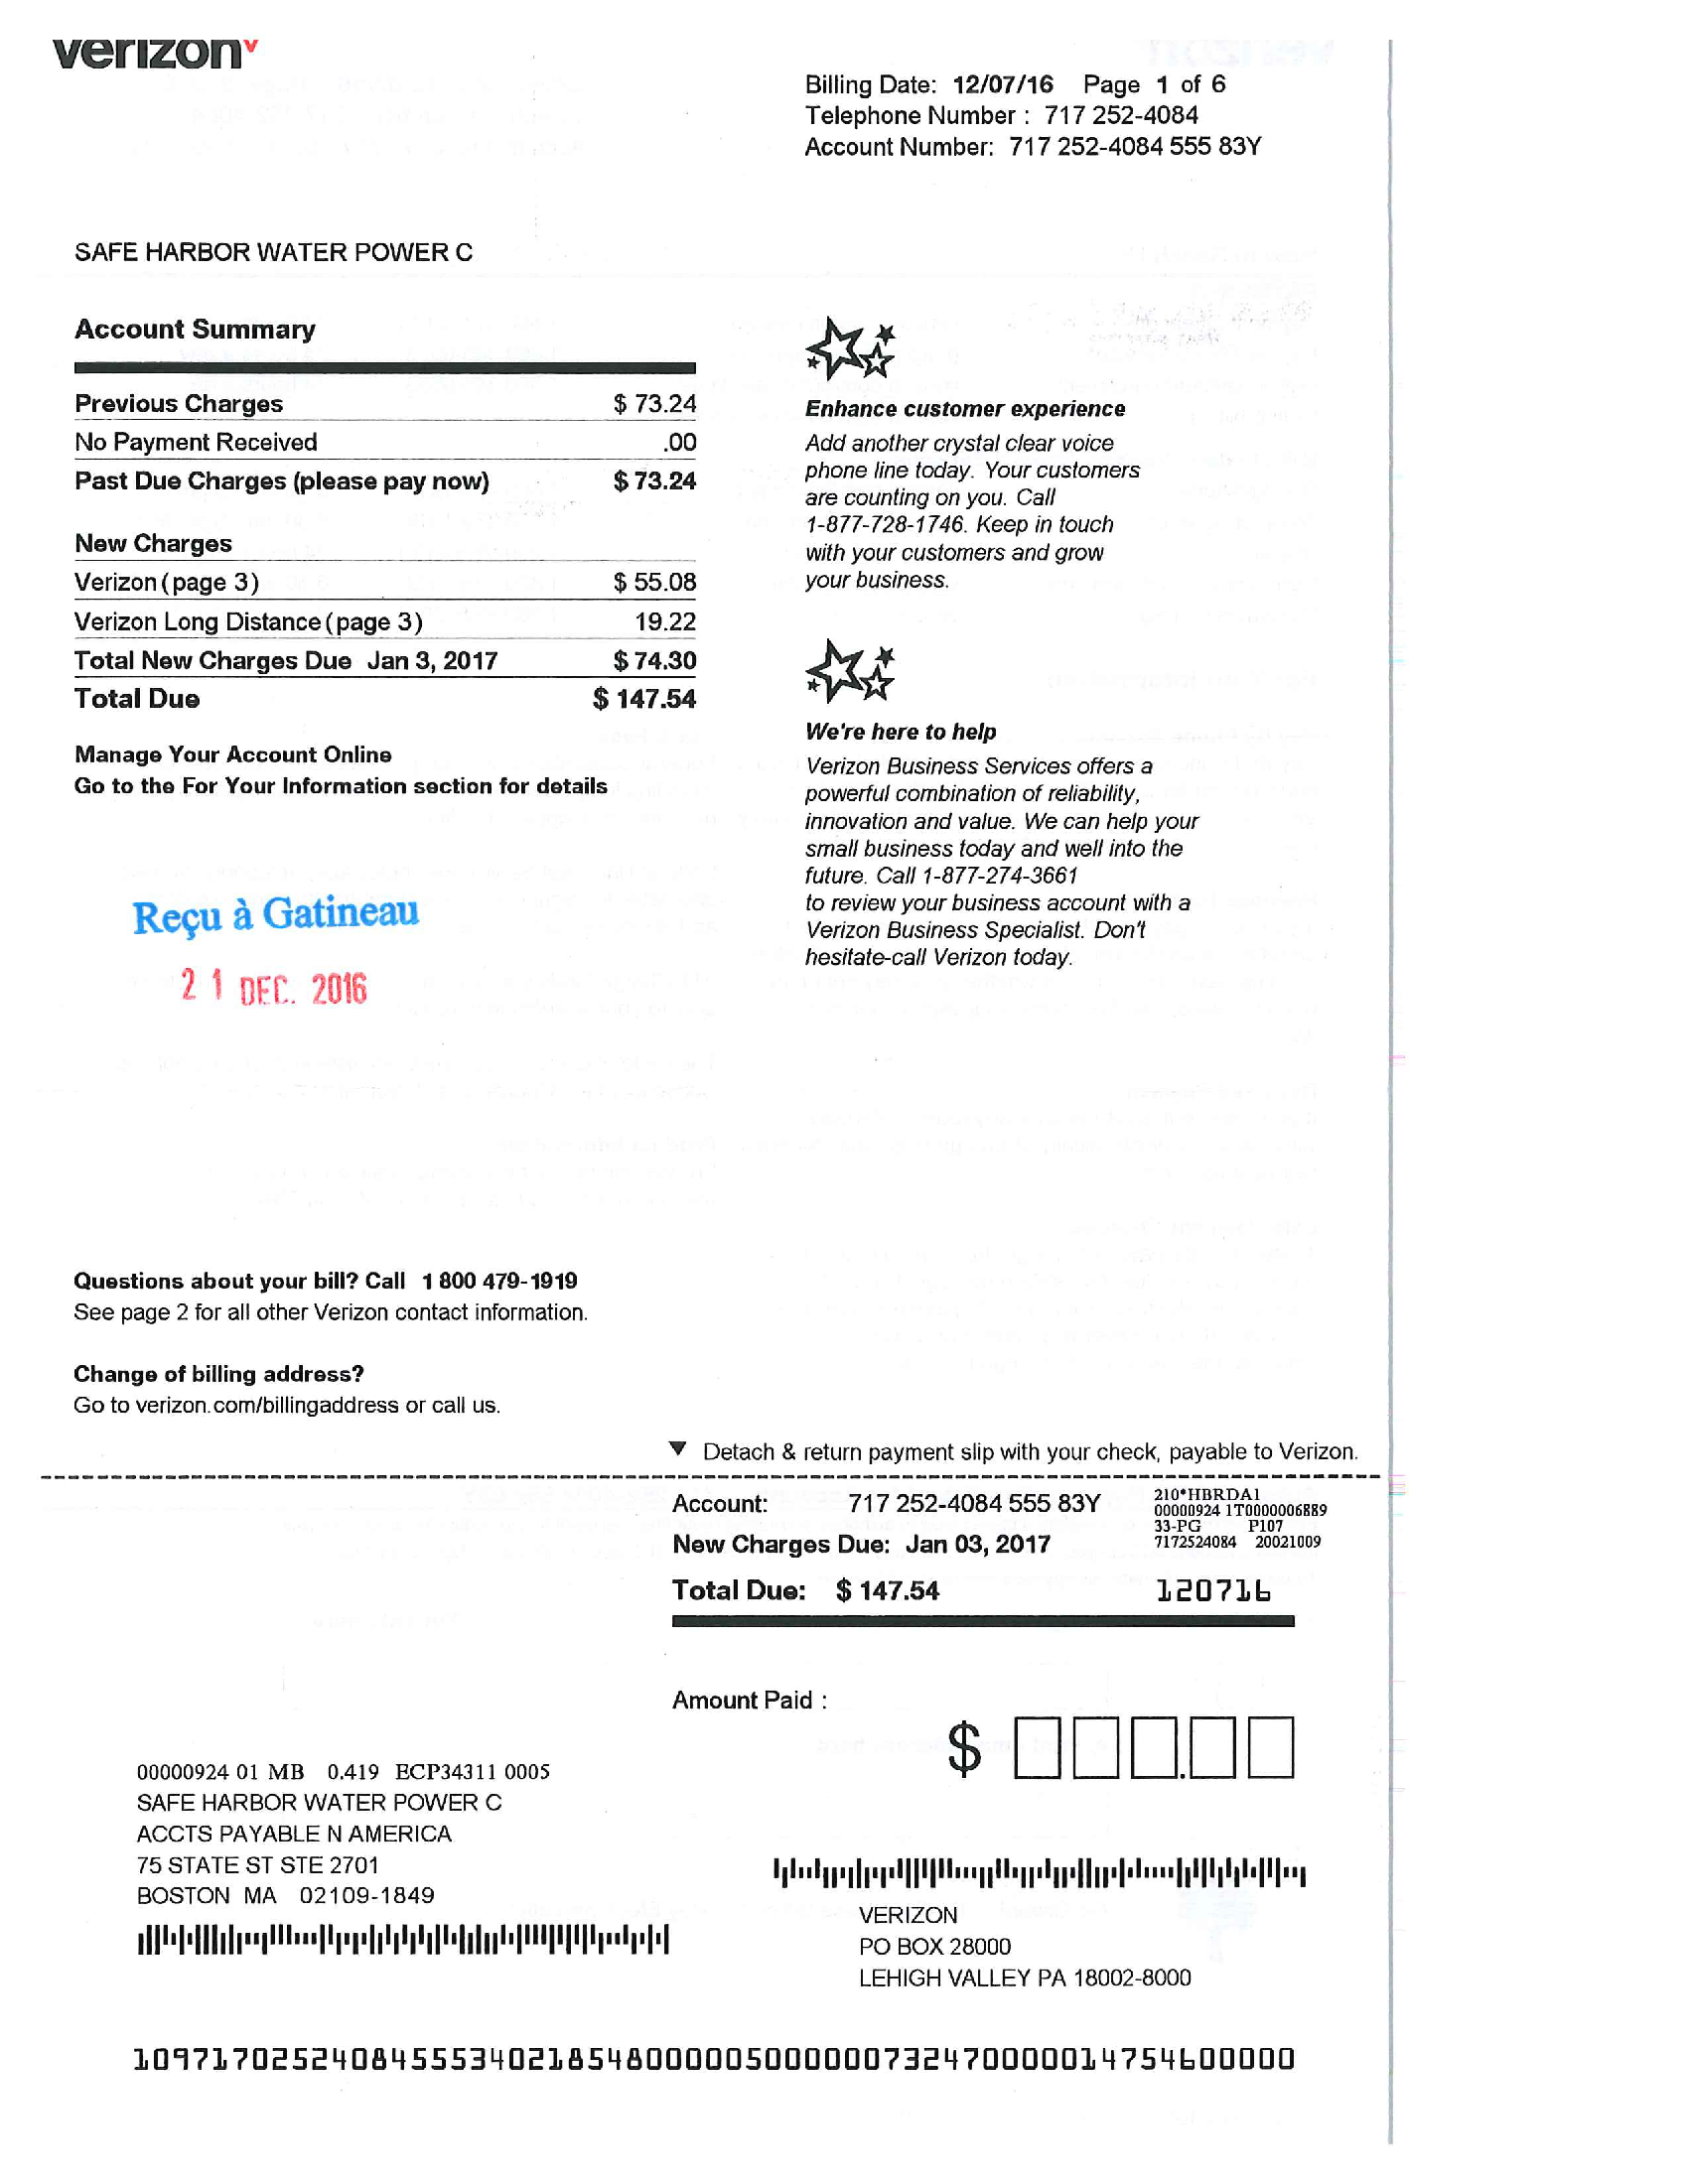 verizon
Billing Date: 12/07/16 Page 1 of 6
Telephone Number : 717 252-4084
Account Number: 717 252-4084 555 83Y
SAFE HARBOR WATER POWER C
Account Summary
Previous Charges $ 73.24
No Payment Received .00
Past Due Charges (please pay now) $ 73.24
New Charges
Verizon (page 3) $ 55.08
Verizon Long Distance (page 3) 19.22
Total New Charges Due Jan 3, 2017 $ 74.30
Total Due $ 147.54
Manage Your Account Online
Go to the For Your Information section for details
Enhance customer experience
Add another crystal clear voice
phone line today. Your customers
are counting on you. Call
1-877-728-1746. Keep in touch
with your customers and grow
your business.
We're here to help
Verizon Business Services offers a
powerful combination of reliability,
innovation and value. We can help your
small business today and well into the
future. Call 1-877-274-3661
to review your business account with a
Verizon Business Specialist. Don't
hesitate-call Verizon today.
Reçu à Gatineau
21 DEC. 2016
Questions about your bill? Call 1 800 479-1919
See page 2 for all other Verizon contact information.
Change of billing address?
Go to verizon.com/billingaddress or call us.
▼ Detach & return payment slip with your check, payable to Verizon.
Account: 717 252-4084 555 83Y
New Charges Due: Jan 03, 2017
Total Due: $ 147.54
210*HBRDA1
00000924 1T0000006889
33-PG P107
7172524084 20021009
120716
Amount Paid :
$ .
00000924 01 MB 0.419 ECP34311 0005
SAFE HARBOR WATER POWER C
ACCTS PAYABLE N AMERICA
75 STATE ST STE 2701
BOSTON MA 02109-1849
VERIZON
PO BOX 28000
LEHIGH VALLEY PA 18002-8000
10971702524084555340218548000005000000732470000014754600000